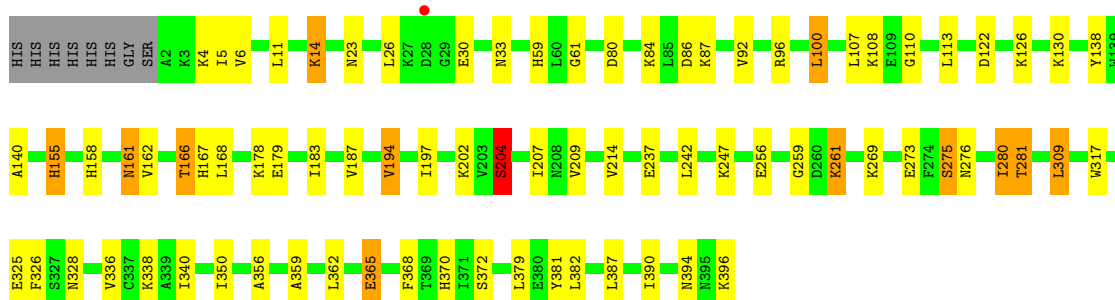 HIS HIS HIS HIS HIS HIS GLY SER A2 K3 K4 I5 V6 L11 K14 N23 L26 K27 D28 G29 E30 N33 H59 L60 G61 D80 K84 L85 D86 K87 V92 R96 L100 L107 K108 E109 G110 L113 D122 K126 K130 Y138 W139
A140 H155 H158 N161 V162 T166 H167 L168 K178 E179 I183 V187 V194 I197 K202 V203 S204 I207 N208 V209 V214 E237 L242 K247 E256 G259 D260 K261 K269 E273 F274 S275 N276 I280 T281 L309 W317
E325 F326 S327 N328 V336 C337 K338 A339 I340 I350 A356 A359 L362 E365 F368 T369 H370 I371 S372 L379 E380 Y381 L382 L387 I390 N394 N395 K396